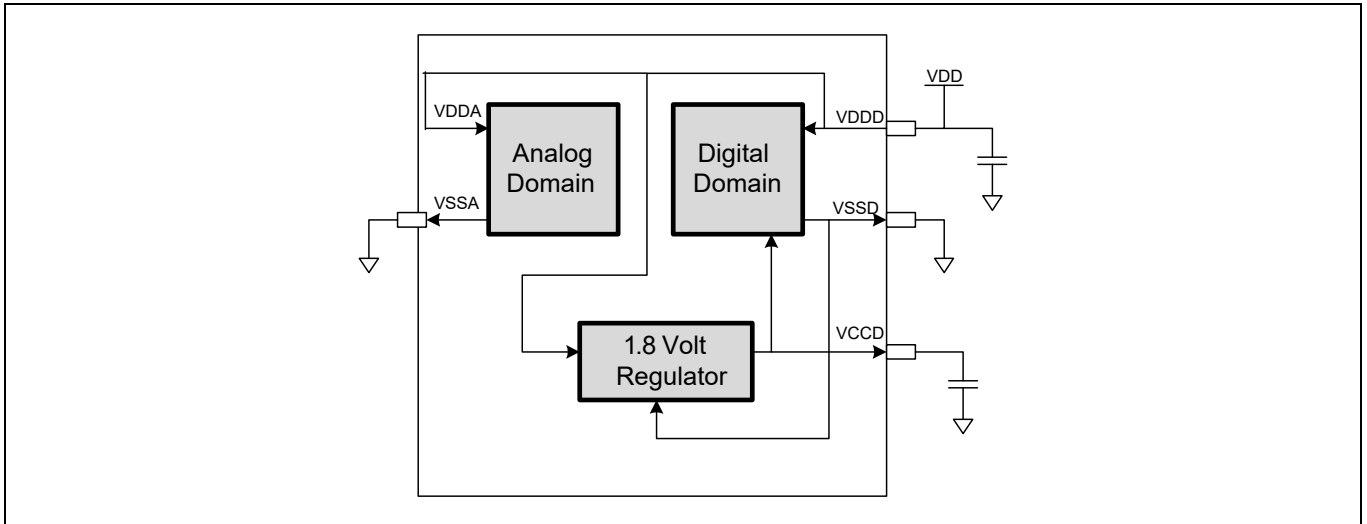 VDD
VDDA
VDDD
Analog
Domain
Digital
Domain
VSSA
VSSD
VCCD
1.8 Volt
Regulator